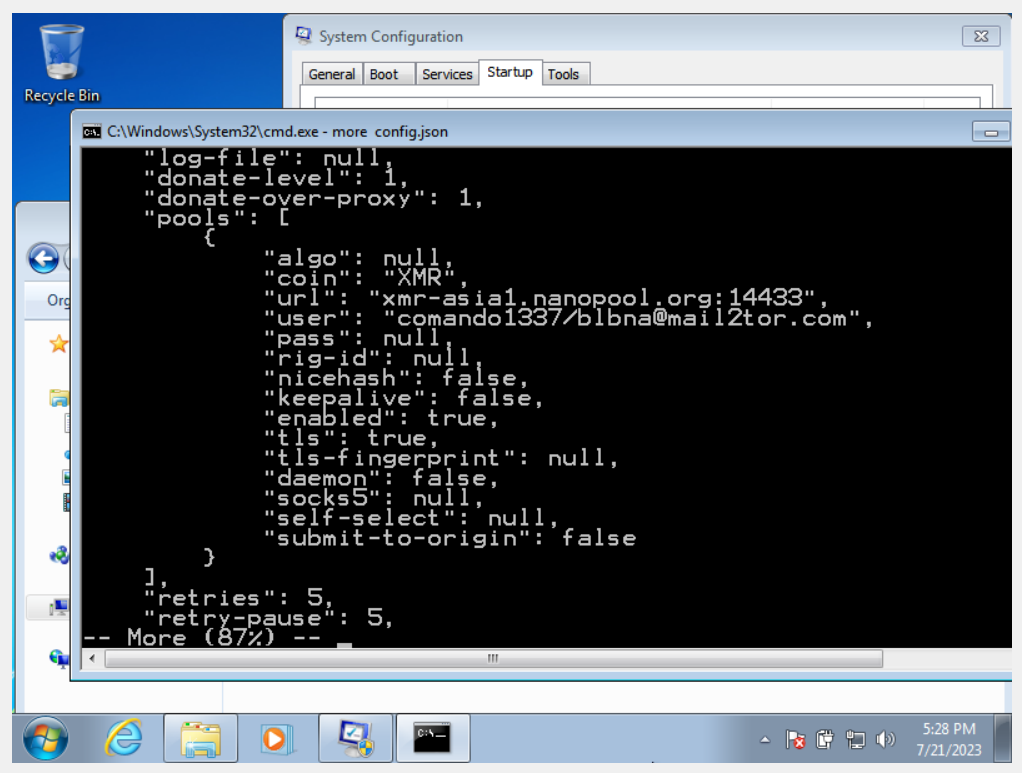 System Configuration
General Boot Services Startup Tools
Recycle Bin
C:\Windows\System32\cmd.exe - more config.json
"log-file": null,
"donate-level": 1,
"donate-over-proxy": 1,
"pools": [
{
"algo": null,
"coin": "XMR",
"url": "xmr-asia1.nanopool.org:14433",
"user": "comando1337/blbna@mail2tor.com",
"pass": null,
"rig-id": null,
"nicehash": false,
"keepalive": false,
"enabled": true,
"tls": true,
"tls-fingerprint": null,
"daemon": false,
"socks5": null,
"self-select": null,
"submit-to-origin": false
}
],
"retries": 5,
"retry-pause": 5,
-- More (87%) --
Org
5:28 PM
7/21/2023